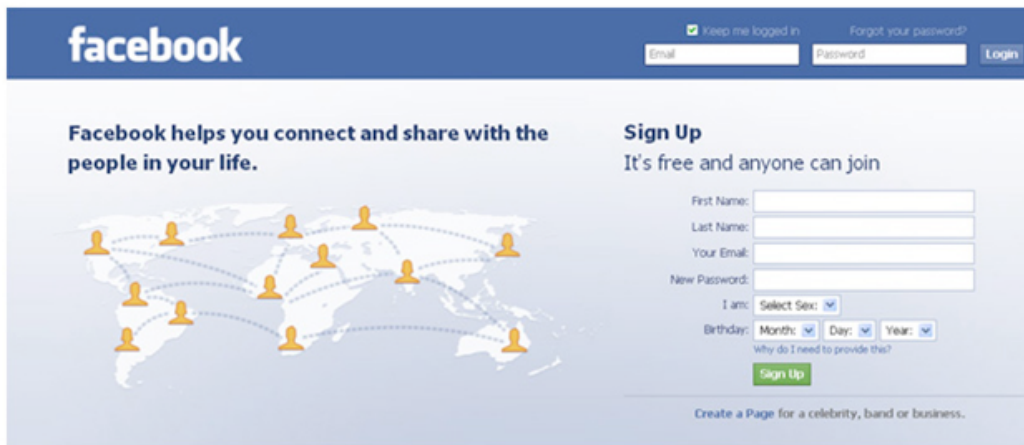 facebook
Keep me logged in
Forgot your password?
Email
Password
Login
Facebook helps you connect and share with the
people in your life.
Sign Up
It's free and anyone can join
First Name:
Last Name:
Your Email:
New Password:
I am: Select Sex:
Birthday: Month: Day: Year:
Why do I need to provide this?
Sign Up
Create a Page for a celebrity, band or business.